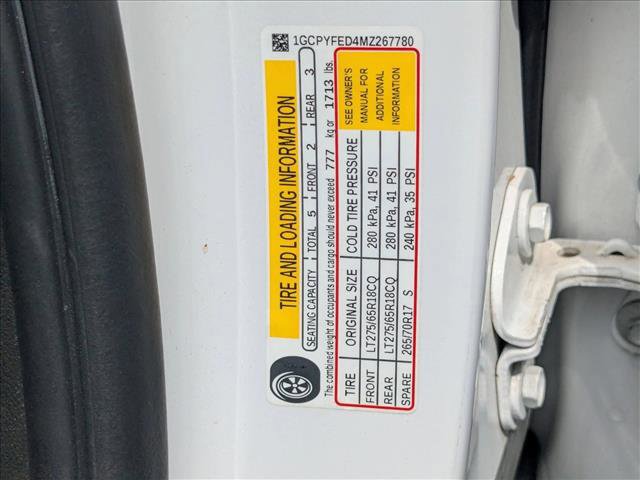 1GCPYFED4MZ267780
TIRE AND LOADING INFORMATION
SEATING CAPACITY TOTAL 5 FRONT 2 REAR 3
The combined weight of occupants and cargo should never exceed 777 kg or 1713 lbs.
TIRE ORIGINAL SIZE COLD TIRE PRESSURE
FRONT LT275/65R18CQ 280 kPa, 41 PSI
REAR LT275/65R18CQ 280 kPa, 41 PSI
SPARE 265/70R17 S 240 kPa, 35 PSI
SEE OWNER'S
MANUAL FOR
ADDITIONAL
INFORMATION